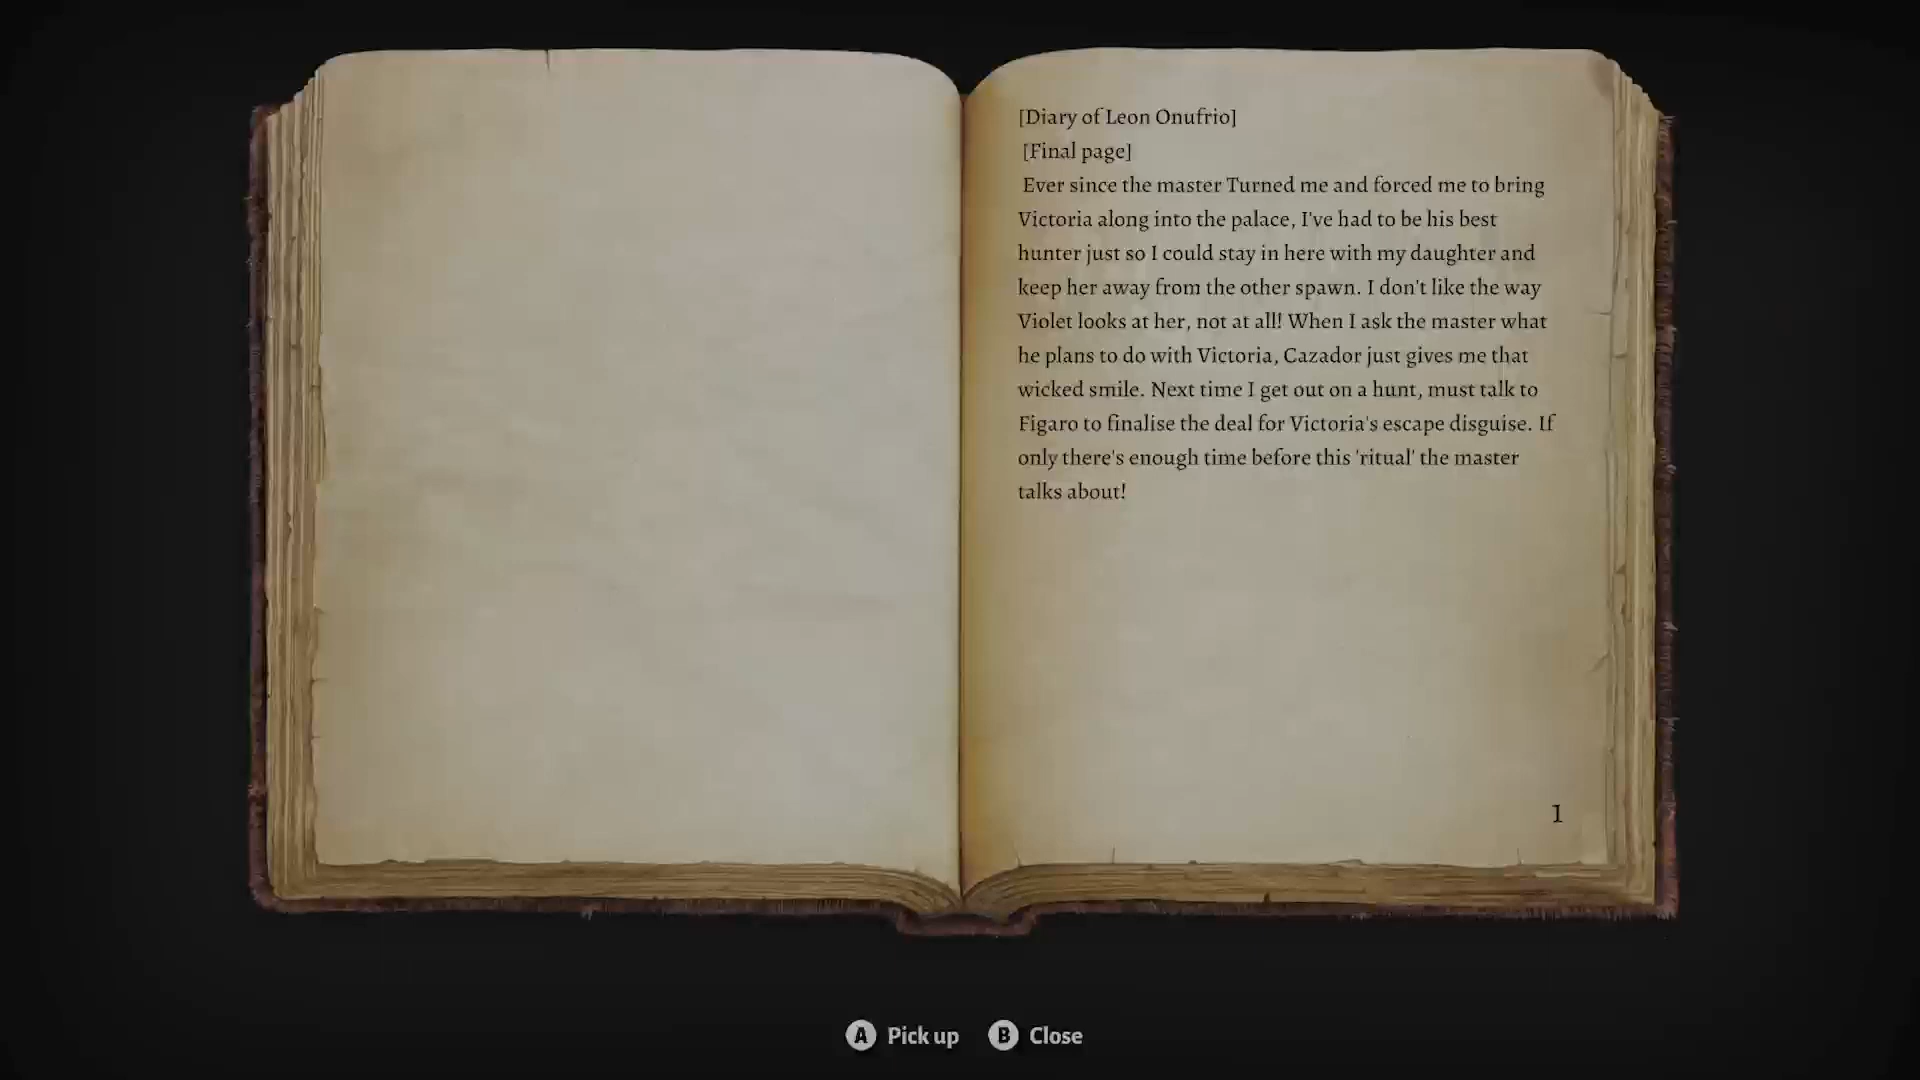 [Diary of Leon Onufrio]
[Final page]
Ever since the master Turned me and forced me to bring
Victoria along into the palace, I've had to be his best
hunter just so I could stay in here with my daughter and
keep her away from the other spawn. I don't like the way
Violet looks at her, not at all! When I ask the master what
he plans to do with Victoria, Cazador just gives me that
wicked smile. Next time I get out on a hunt, must talk to
Figaro to finalise the deal for Victoria's escape disguise. If
only there's enough time before this 'ritual' the master
talks about!
1
A Pick up B Close